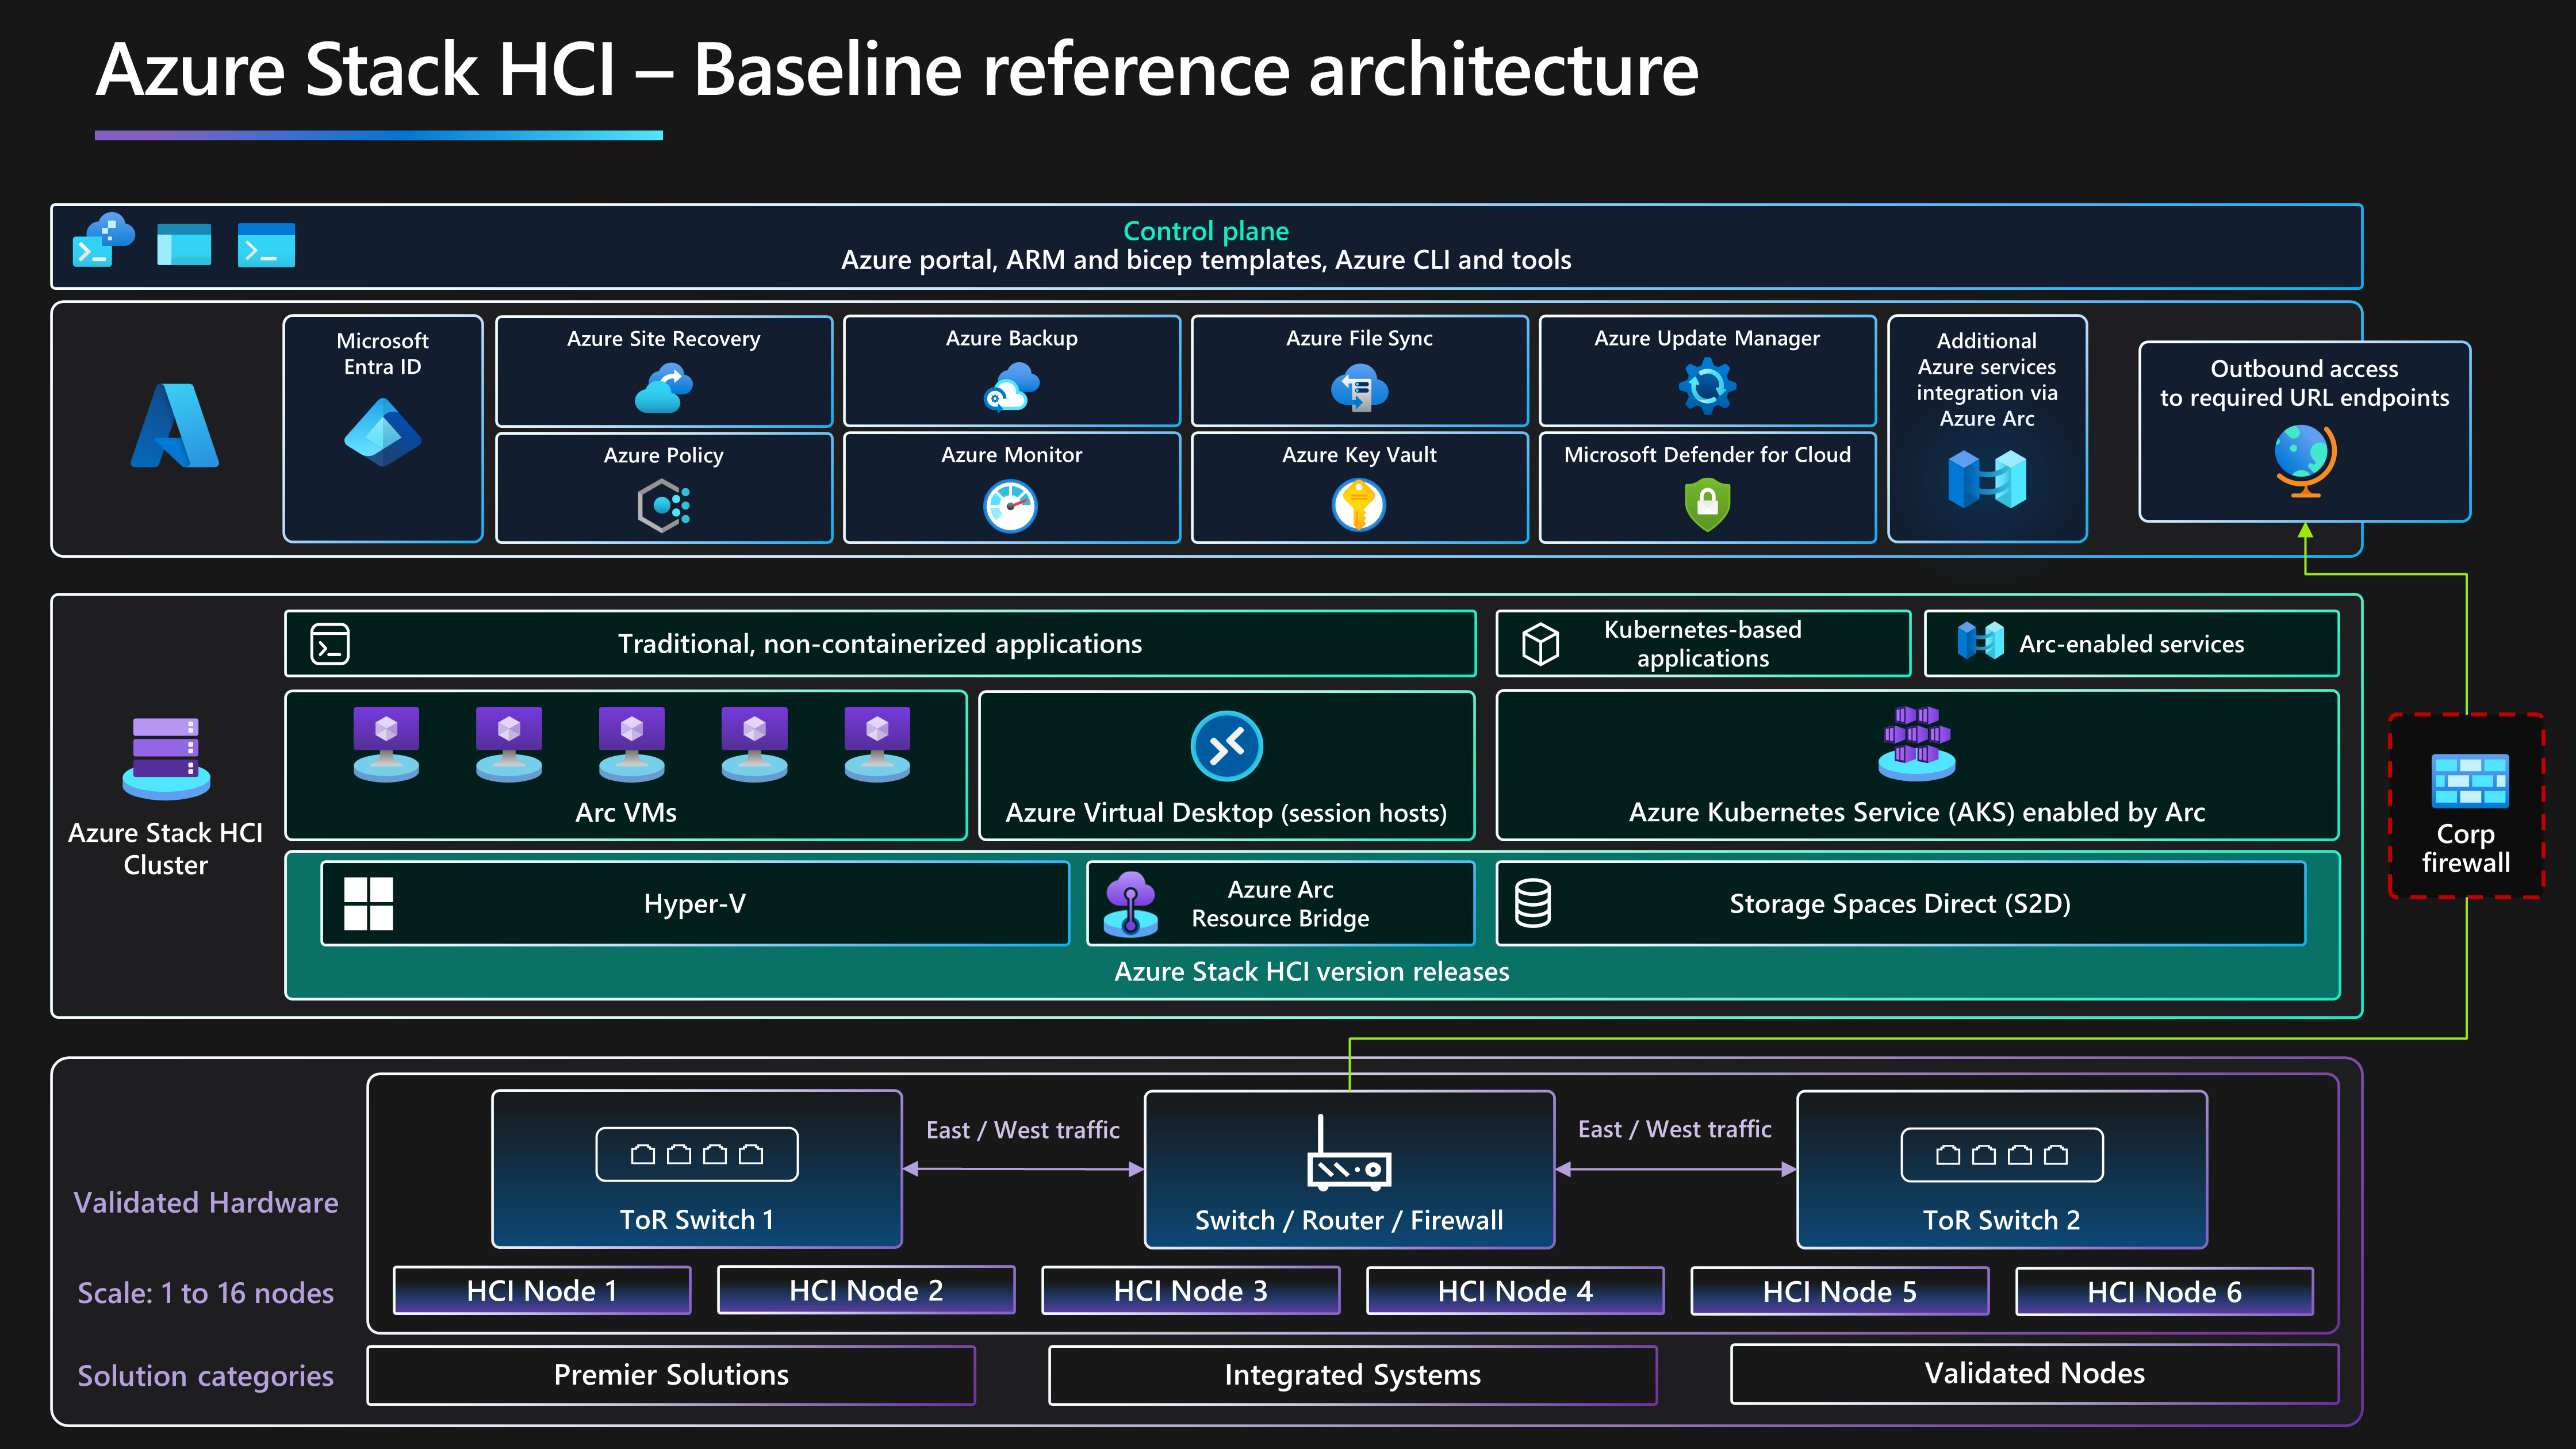 Azure Stack HCI – Baseline reference architecture
Control plane
Azure portal, ARM and bicep templates, Azure CLI and tools
Microsoft
Entra ID
Azure Site Recovery
Azure Backup
Azure File Sync
Azure Update Manager
Azure Policy
Azure Monitor
Azure Key Vault
Microsoft Defender for Cloud
Additional
Azure services
integration via
Azure Arc
Outbound access
to required URL endpoints
Azure Stack HCI
Cluster
Traditional, non-containerized applications
Kubernetes-based
applications
Arc-enabled services
Arc VMs
Azure Virtual Desktop (session hosts)
Azure Kubernetes Service (AKS) enabled by Arc
Hyper-V
Azure Arc
Resource Bridge
Storage Spaces Direct (S2D)
Azure Stack HCI version releases
Corp
firewall
Validated Hardware
ToR Switch 1
East / West traffic
Switch / Router / Firewall
East / West traffic
ToR Switch 2
Scale: 1 to 16 nodes
HCI Node 1
HCI Node 2
HCI Node 3
HCI Node 4
HCI Node 5
HCI Node 6
Solution categories
Premier Solutions
Integrated Systems
Validated Nodes